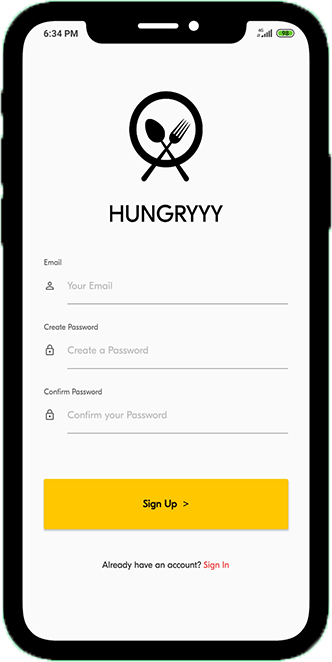 6:34 PM 4G 98
HUNGRYYY
Email
Your Email
Create Password
Create a Password
Confirm Password
Confirm your Password
Sign Up >
Already have an account? Sign In